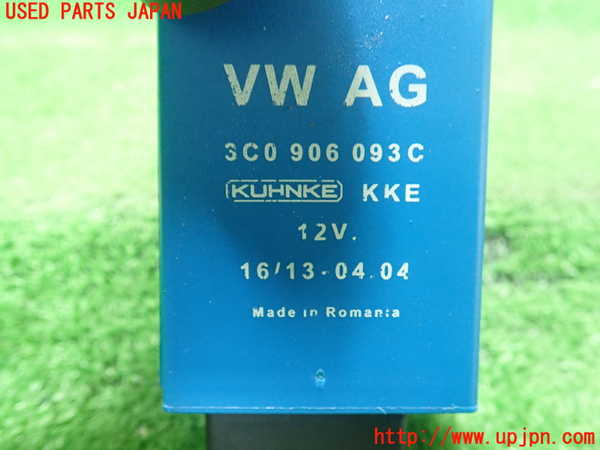 USED PARTS JAPAN
VW AG
3C0 906 093C
KUHNKE KKE
12V.
16/13-04.04
Made in Romania
http://www.upjpn.com